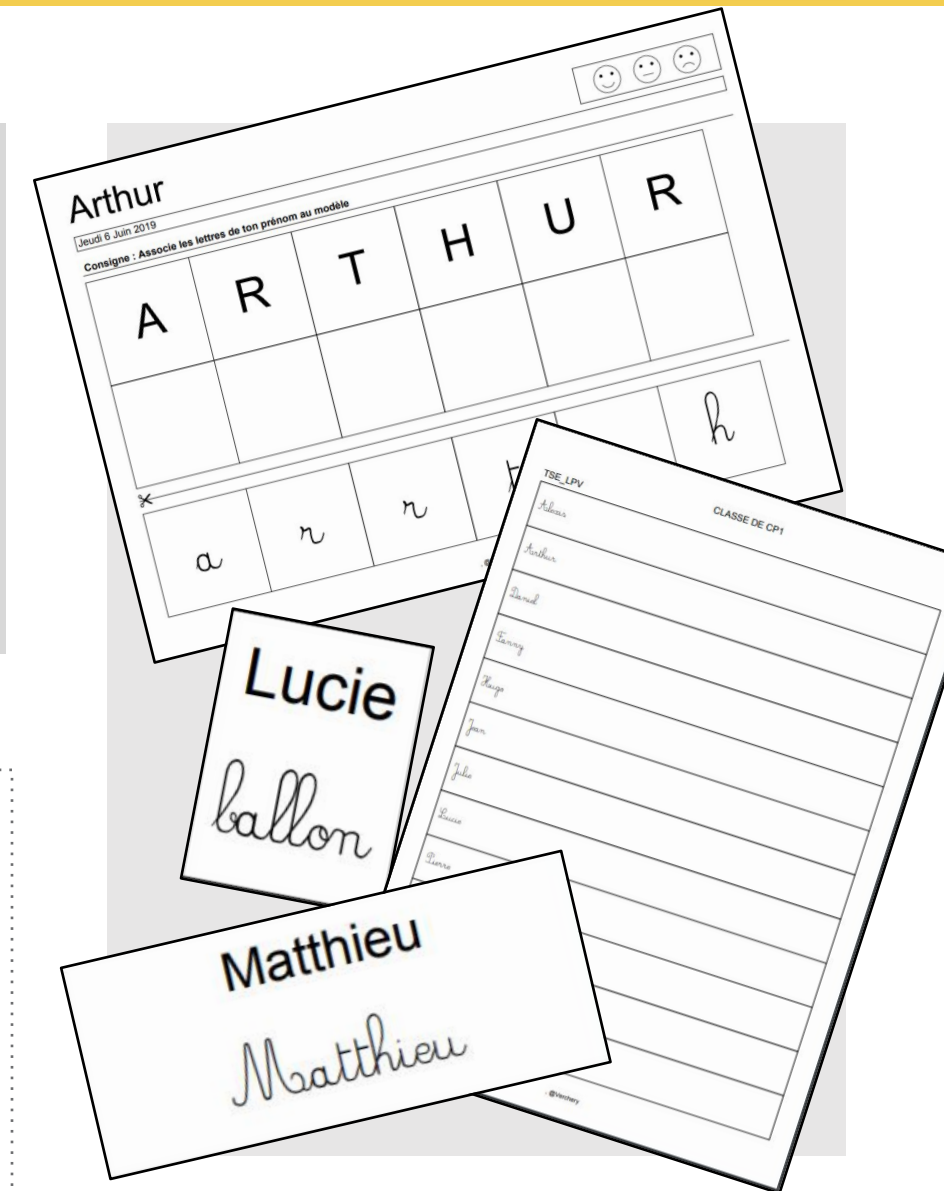 Arthur
Jeudi 6 Juin 2019
Consigne : Associe les lettres de ton prénom au modèle
A R T H U R
a r r t h
TSE_LPV
CLASSE DE CP1
Alexis
Arthur
Daniel
Fanny
Hugo
Jean
Julie
Lucie
Pierre
. @Venchery
Lucie
ballon
Matthieu
Matthieu